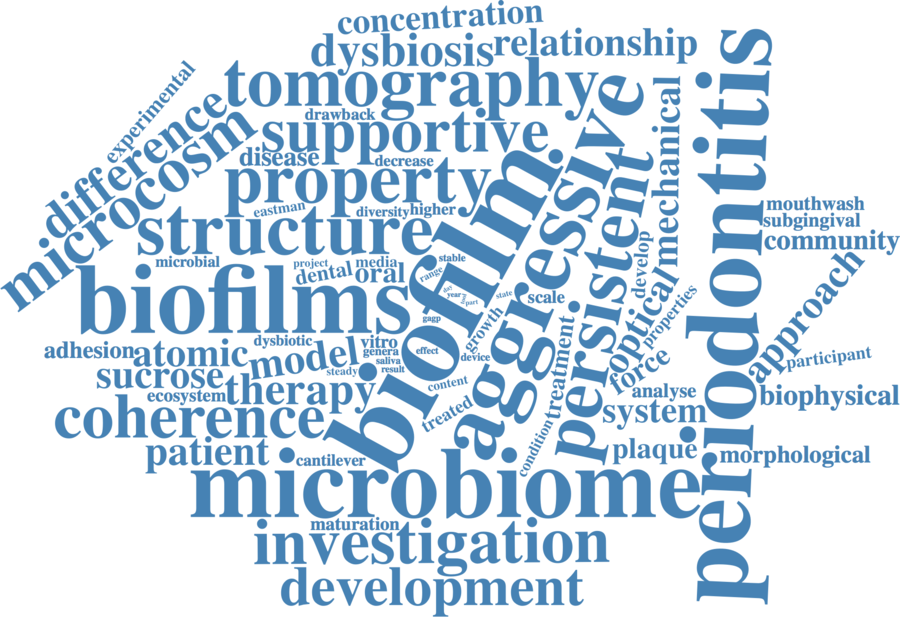 concentration
dysbiosis
relationship
tomography
experimental
drawback
difference
supportive
microcosm
disease
decrease
property
eastman
diversity
higher
structure
microbial
project
media
dental
oral
biofilms
biofilm
stable
range
day
year
part
state
scale
gagp
growth
aggressive
persistent
mechanical
develop
optical
properties
force
periodontitis
mouthwash
subgingival
community
approach
participant
biophysical
morphological
adhesion
atomic
dysbiotic
model
vitro
genera
saliva
result
steady
effect
device
sucrose
ecosystem
therapy
content
treated
treatment
condition
coherence
analyse
system
plaque
patient
cantilever
microbiome
maturation
investigation
development